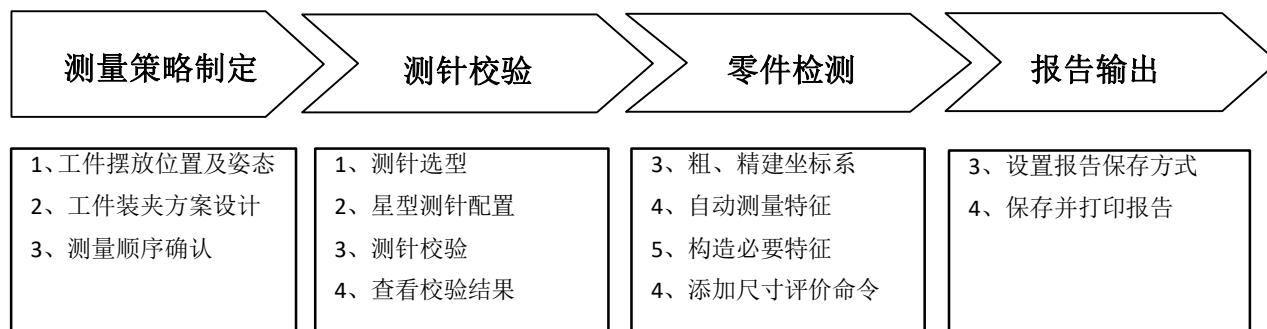 测量策略制定
测针校验
零件检测
报告输出
1、工件摆放位置及姿态
2、工件装夹方案设计
3、测量顺序确认
1、测针选型
2、星型测针配置
3、测针校验
4、查看校验结果
3、粗、精建坐标系
4、自动测量特征
5、构造必要特征
4、添加尺寸评价命令
3、设置报告保存方式
4、保存并打印报告